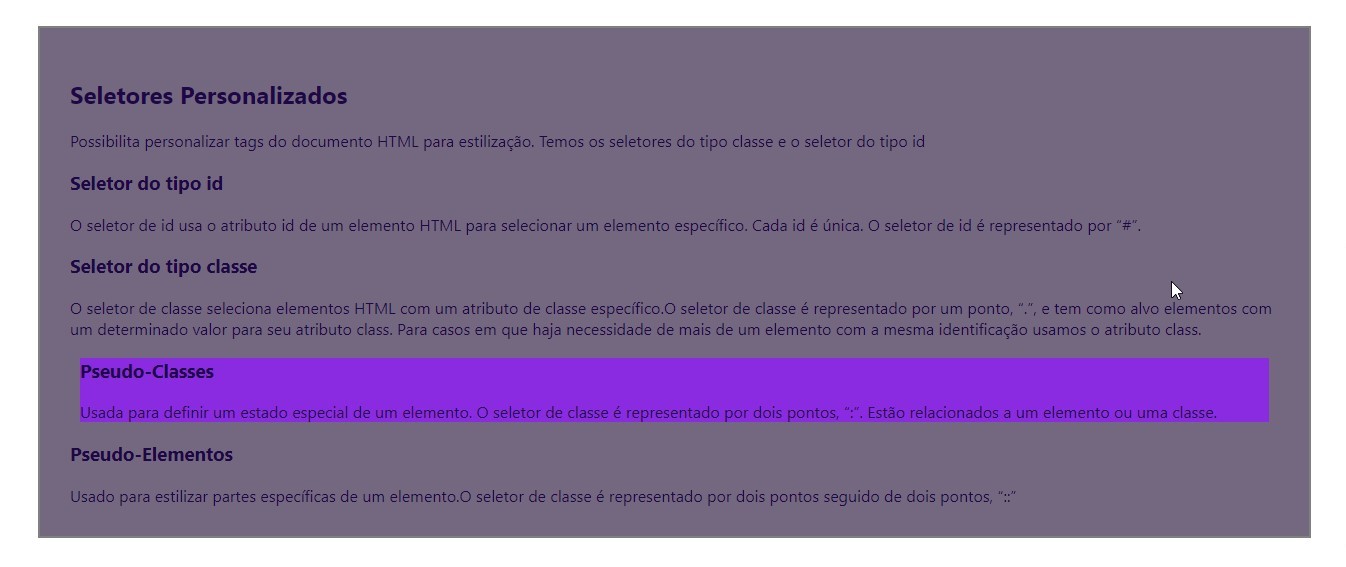 Seletores Personalizados
Possibilita personalizar tags do documento HTML para estilização. Temos os seletores do tipo classe e o seletor do tipo id
Seletor do tipo id
O seletor de id usa o atributo id de um elemento HTML para selecionar um elemento específico. Cada id é única. O seletor de id é representado por “#”.
Seletor do tipo classe
O seletor de classe seleciona elementos HTML com um atributo de classe específico.O seletor de classe é representado por um ponto, “.”, e tem como alvo elementos com
um determinado valor para seu atributo class. Para casos em que haja necessidade de mais de um elemento com a mesma identificação usamos o atributo class.
Pseudo-Classes
Usada para definir um estado especial de um elemento. O seletor de classe é representado por dois pontos, “:”. Estão relacionados a um elemento ou uma classe.
Pseudo-Elementos
Usado para estilizar partes específicas de um elemento.O seletor de classe é representado por dois pontos seguido de dois pontos, “::”